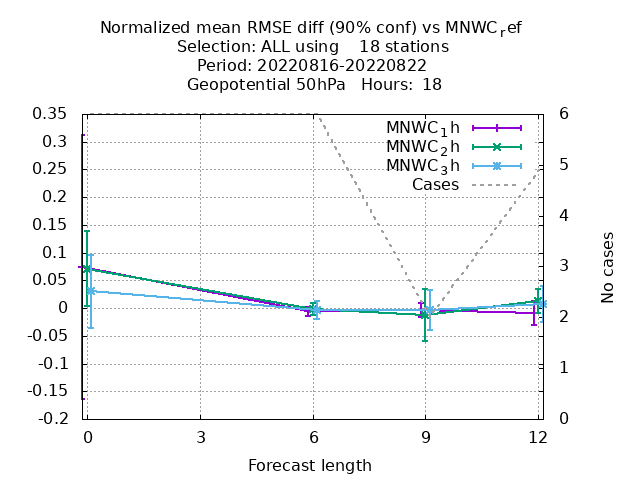 Normalized mean RMSE diff (90% conf) vs MNWC_ref
Selection: ALL using    18 stations
Period: 20220816-20220822
Geopotential 50hPa   Hours:  18
MNWC_1h
MNWC_2h
MNWC_3h
Cases
0.35
0.3
0.25
0.2
0.15
0.1
0.05
0
-0.05
-0.1
-0.15
-0.2
6
5
4
3
2
1
0
No cases
0 3 6 9 12
Forecast length